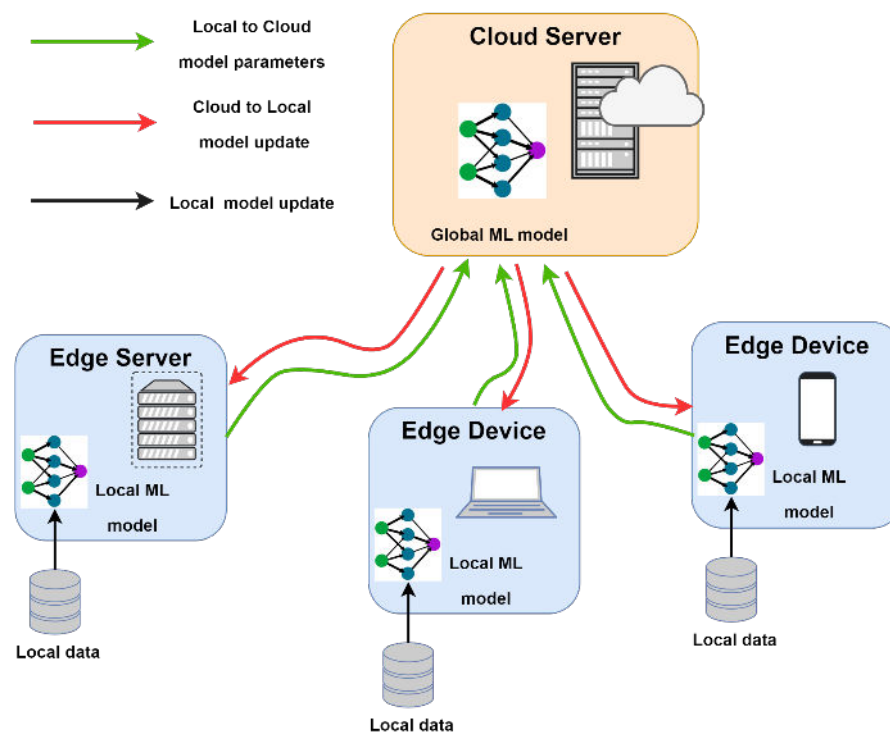 Local to Cloud
model parameters
Cloud to Local
model update
Local model update
Cloud Server
Global ML model
Edge Server
Local ML
model
Local data
Edge Device
Local ML
model
Local data
Edge Device
Local ML
model
Local data